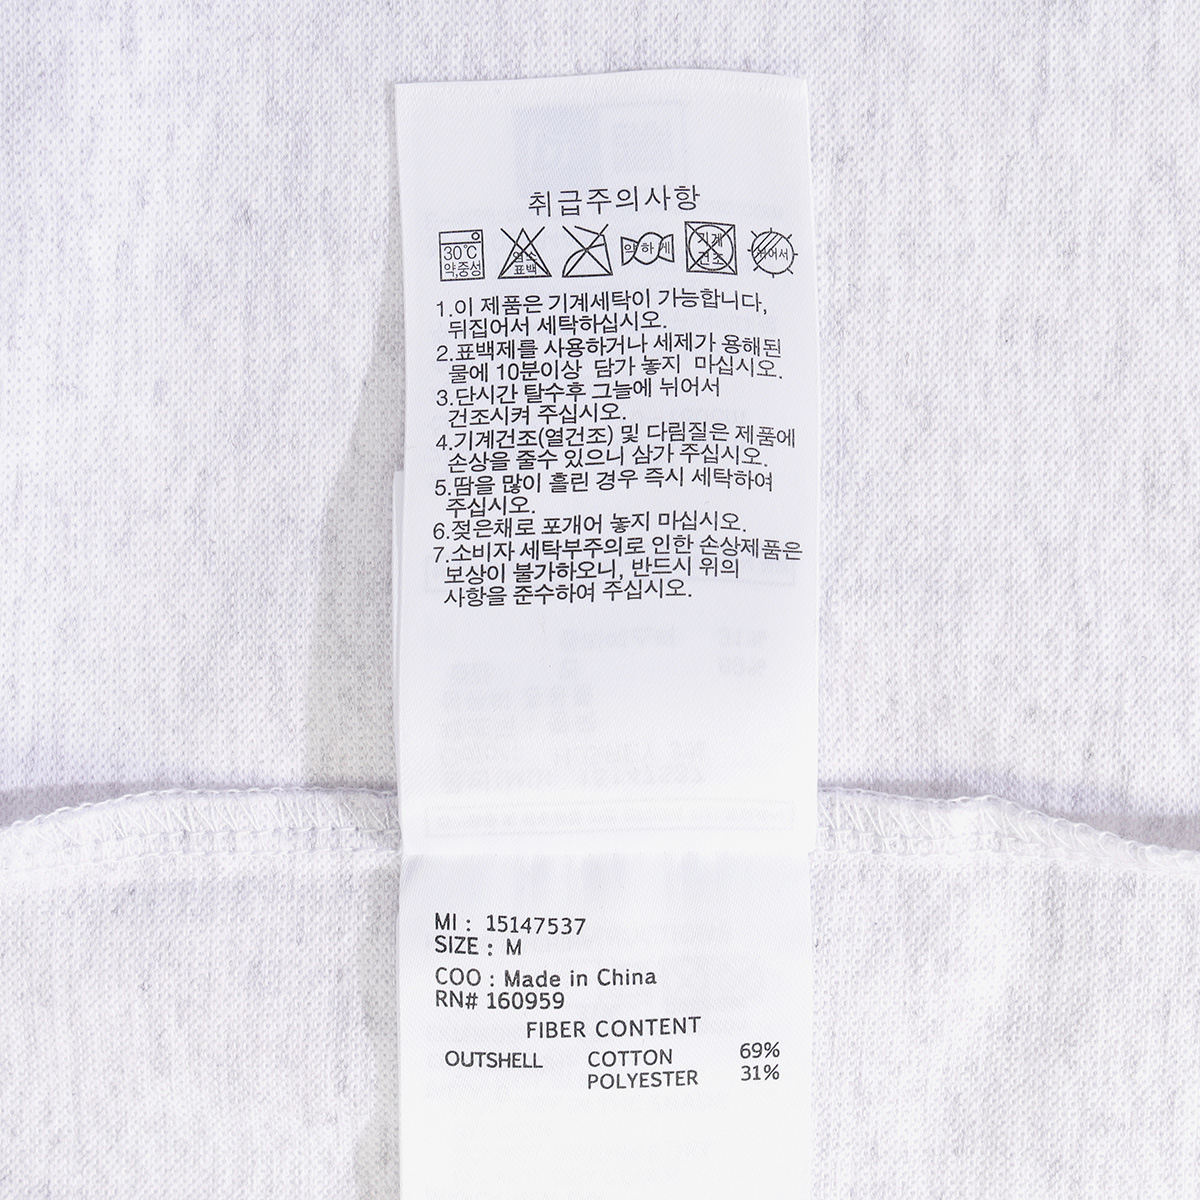 취급주의사항
30℃
약,중성
염소
표백
약하게
기계
건조
뉘어서
1.이 제품은 기계세탁이 가능합니다,
뒤집어서 세탁하십시오.
2.표백제를 사용하거나 세제가 용해된
물에 10분이상 담가 놓지 마십시오.
3.단시간 탈수후 그늘에 뉘어서
건조시켜 주십시오.
4.기계건조(열건조) 및 다림질은 제품에
손상을 줄수 있으니 삼가 주십시오.
5.땀을 많이 흘린 경우 즉시 세탁하여
주십시오.
6.젖은채로 포개어 놓지 마십시오.
7.소비자 세탁부주의로 인한 손상제품은
보상이 불가하오니, 반드시 위의
사항을 준수하여 주십시오.
MI : 15147537
SIZE : M
COO : Made in China
RN# 160959
FIBER CONTENT
OUTSHELL COTTON 69%
POLYESTER 31%